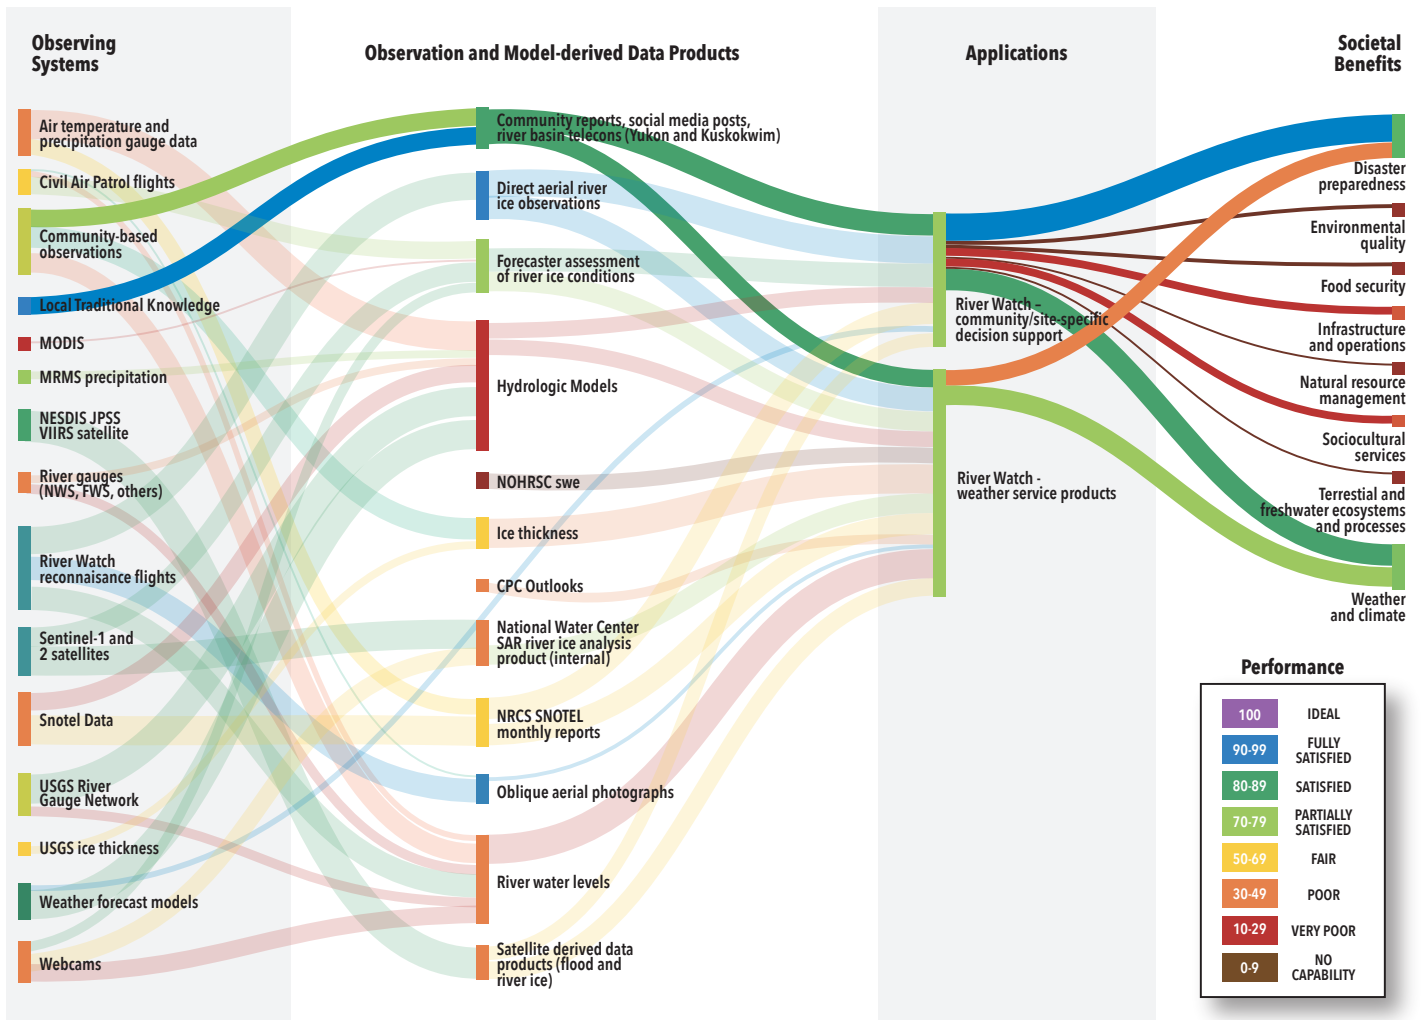 Observing
Systems
Observation and Model-derived Data Products
Applications
Societal
Benefits
Air temperature and
precipitation gauge data
Civil Air Patrol flights
Community-based
observations
Local Traditional Knowledge
MODIS
MRMS precipitation
NESDIS JPSS
VIIRS satellite
River gauges
(NWS, FWS, others)
River Watch
reconnaisance flights
Sentinel-1 and
2 satellites
Snotel Data
USGS River
Gauge Network
USGS ice thickness
Weather forecast models
Webcams
Community reports, social media posts,
river basin telecons (Yukon and Kuskokwim)
Direct aerial river
ice observations
Forecaster assessment
of river ice conditions
Hydrologic Models
NOHRSC swe
Ice thickness
CPC Outlooks
National Water Center
SAR river ice analysis
product (internal)
NRCS SNOTEL
monthly reports
Oblique aerial photographs
River water levels
Satellite derived data
products (flood and
river ice)
River Watch –
community/site-specific
decision support
River Watch -
weather service products
Disaster
preparedness
Environmental
quality
Food security
Infrastructure
and operations
Natural resource
management
Sociocultural
services
Terrestial and
freshwater ecosystems
and processes
Weather
and climate
Performance
100 IDEAL
90-99 FULLY
SATISFIED
80-89 SATISFIED
70-79 PARTIALLY
SATISFIED
50-69 FAIR
30-49 POOR
10-29 VERY POOR
0-9 NO
CAPABILITY